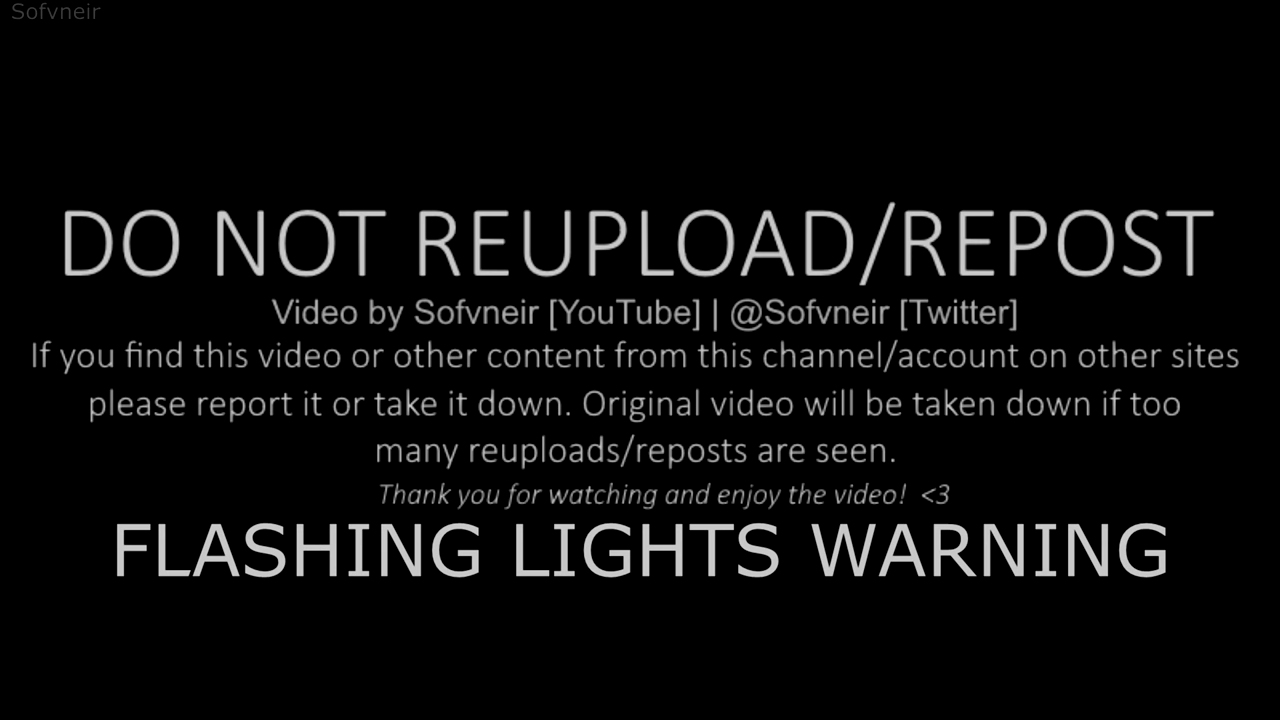 Sofvneir
DO NOT REUPLOAD/REPOST
Video by Sofvneir [YouTube] | @Sofvneir [Twitter]
If you find this video or other content from this channel/account on other sites
please report it or take it down. Original video will be taken down if too
many reuploads/reposts are seen.
Thank you for watching and enjoy the video! <3
FLASHING LIGHTS WARNING